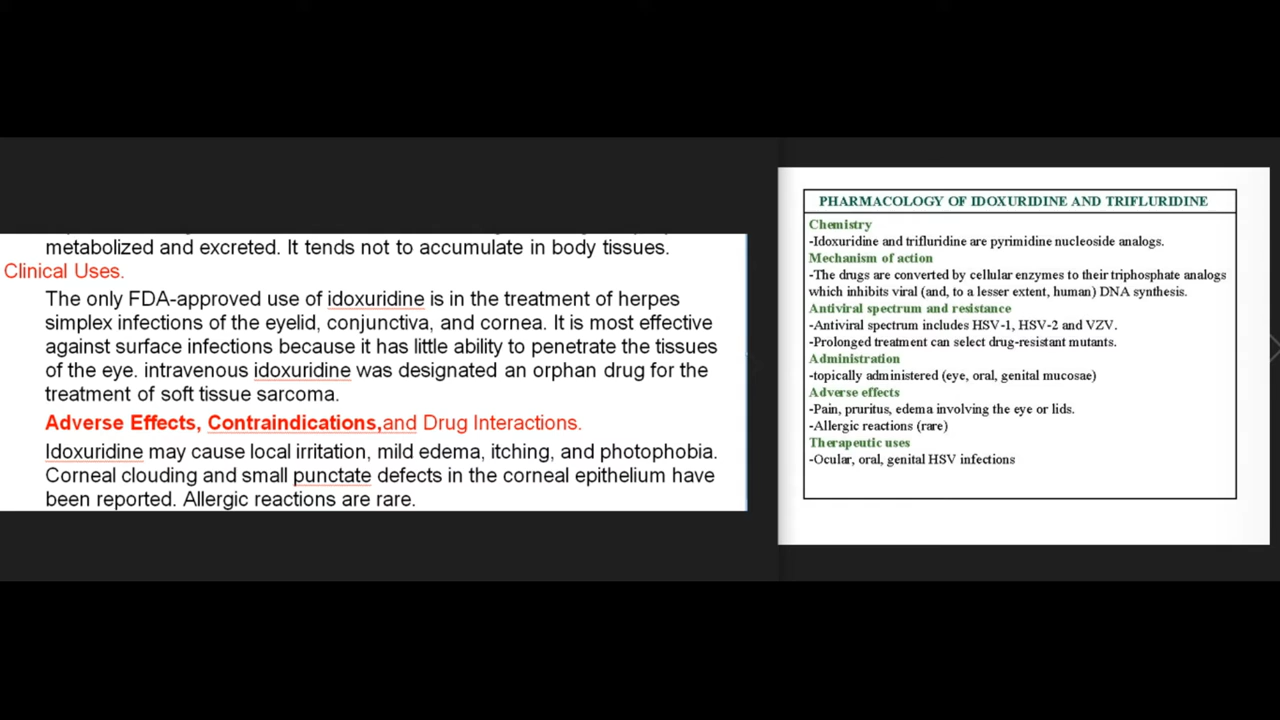 metabolized and excreted. It tends not to accumulate in body tissues.
Clinical Uses.
The only FDA-approved use of idoxuridine is in the treatment of herpes
simplex infections of the eyelid, conjunctiva, and cornea. It is most effective
against surface infections because it has little ability to penetrate the tissues
of the eye. intravenous idoxuridine was designated an orphan drug for the
treatment of soft tissue sarcoma.
Adverse Effects, Contraindications,and Drug Interactions.
Idoxuridine may cause local irritation, mild edema, itching, and photophobia.
Corneal clouding and small punctate defects in the corneal epithelium have
been reported. Allergic reactions are rare.
PHARMACOLOGY OF IDOXURIDINE AND TRIFLURIDINE
Chemistry
-Idoxuridine and trifluridine are pyrimidine nucleoside analogs.
Mechanism of action
-The drugs are converted by cellular enzymes to their triphosphate analogs
which inhibits viral (and, to a lesser extent, human) DNA synthesis.
Antiviral spectrum and resistance
-Antiviral spectrum includes HSV-1, HSV-2 and VZV.
-Prolonged treatment can select drug-resistant mutants.
Administration
-topically administered (eye, oral, genital mucosae)
Adverse effects
-Pain, pruritus, edema involving the eye or lids.
-Allergic reactions (rare)
Therapeutic uses
-Ocular, oral, genital HSV infections